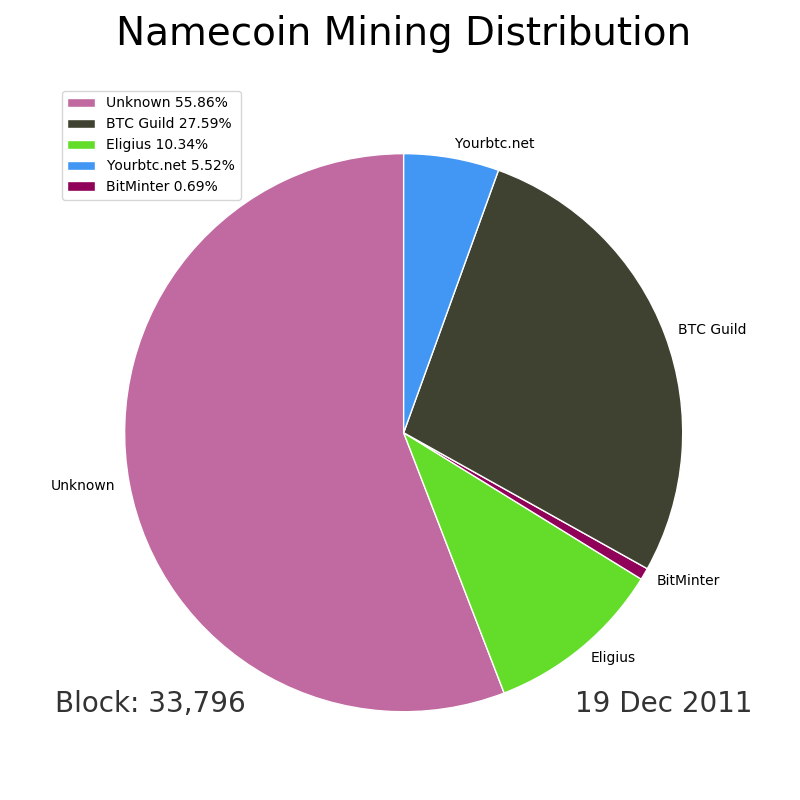 Namecoin Mining Distribution
Unknown 55.86%
BTC Guild 27.59%
Eligius 10.34%
Yourbtc.net 5.52%
BitMinter 0.69%
Yourbtc.net
BTC Guild
Unknown
BitMinter
Eligius
Block: 33,796
19 Dec 2011